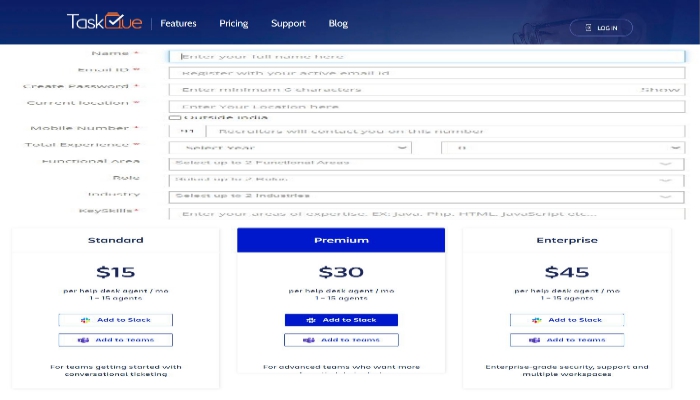 TaskQue
Features
Pricing
Support
Blog
LOG IN
Name *
Enter your full name here
Email ID *
Register with your active email id
Create Password *
Enter minimum 6 characters
Show
Current location *
Enter Your Location here
Outside India
Mobile Number *
91
Recruiters will contact you on this number
Total Experience *
Select Year
0
Functional Area
Select up to 2 Functional Areas
Role
Select up to 2 Roles
Industry
Select up to 2 Industries
KeySkills *
Enter your areas of expertise. EX: Java, Php, HTML, JavaScript etc...
Standard
$15
per help desk agent / mo
1 - 15 agents
Add to Slack
Add to Teams
For teams getting started with
conversational ticketing
Premium
$30
per help desk agent / mo
1 - 15 agents
Add to Slack
Add to Teams
For advanced teams who want more
Enterprise
$45
per help desk agent / mo
1 - 15 agents
Add to Slack
Add to Teams
Enterprise-grade security, support and
multiple workspaces